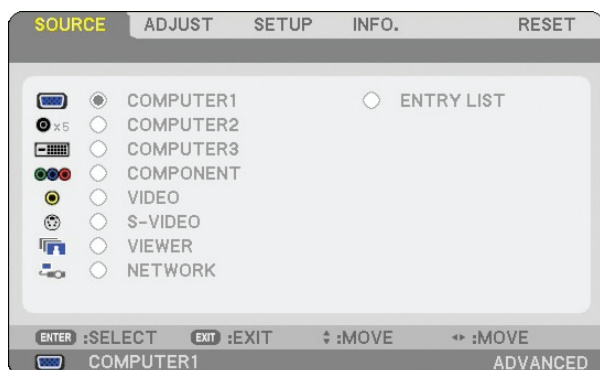 SOURCE ADJUST SETUP INFO. RESET
COMPUTER1 ENTRY LIST
x5 COMPUTER2
COMPUTER3
COMPONENT
VIDEO
S-VIDEO
VIEWER
NETWORK
ENTER :SELECT EXIT :EXIT :MOVE :MOVE
COMPUTER1 ADVANCED